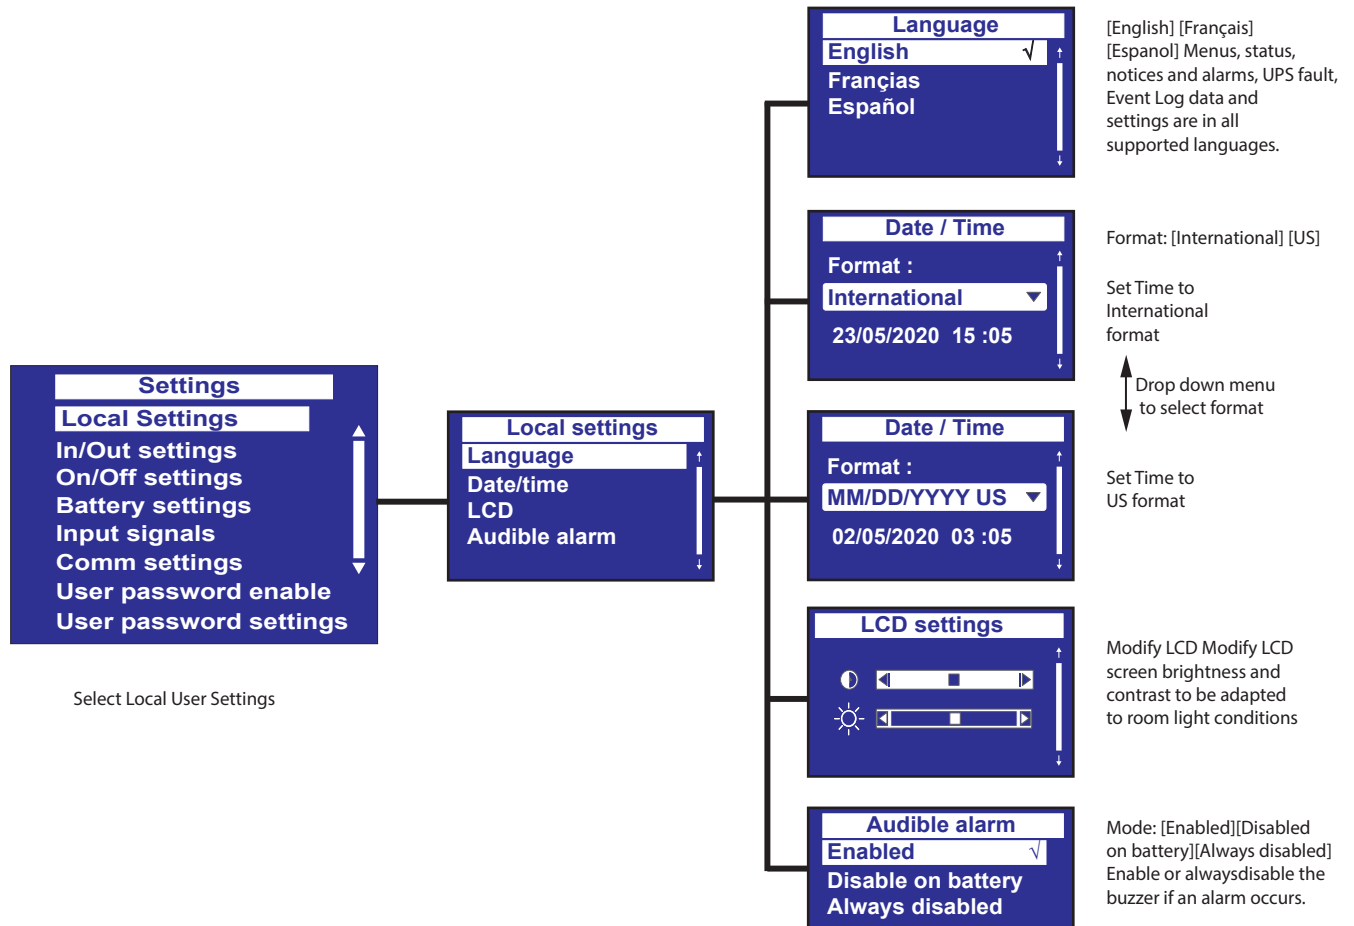 Settings
Local Settings
In/Out settings
On/Off settings
Battery settings
Input signals
Comm settings
User password enable
User password settings
Select Local User Settings
Local settings
Language
Date/time
LCD
Audible alarm
Language
English √
Françias
Español
[English] [Français]
[Espanol] Menus, status,
notices and alarms, UPS fault,
Event Log data and
settings are in all
supported languages.
Date / Time
Format :
International
23/05/2020 15 :05
Format: [International] [US]
Set Time to
International
format
Drop down menu
to select format
Date / Time
Format :
MM/DD/YYYY US
02/05/2020 03 :05
Set Time to
US format
LCD settings
Modify LCD Modify LCD
screen brightness and
contrast to be adapted
to room light conditions
Audible alarm
Enabled √
Disable on battery
Always disabled
Mode: [Enabled][Disabled
on battery][Always disabled]
Enable or alwaysdisable the
buzzer if an alarm occurs.